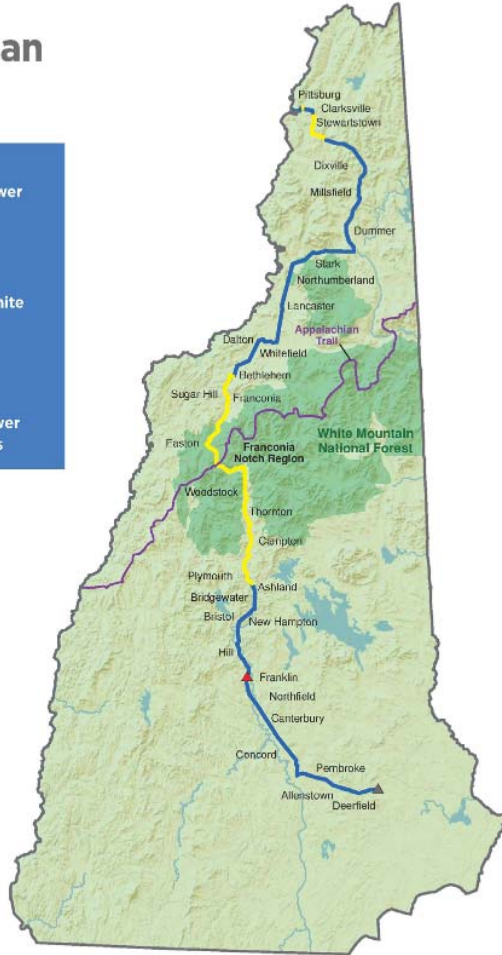 an
wer
nite
wer
s
Pittsburg
Clarksville
Stewartstown
Dixville
Millsfield
Dummer
Stark
Northumberland
Lancaster
Appalachian
Trail
Dalton
Whitefield
Bethlehem
Sugar Hill
Franconia
White Mountain
National Forest
Easton
Franconia
Notch Region
Woodstock
Thornton
Campton
Plymouth
Ashland
Bridgewater
Bristol
New Hampton
Hill
Franklin
Northfield
Canterbury
Concord
Pembroke
Allenstown
Deerfield